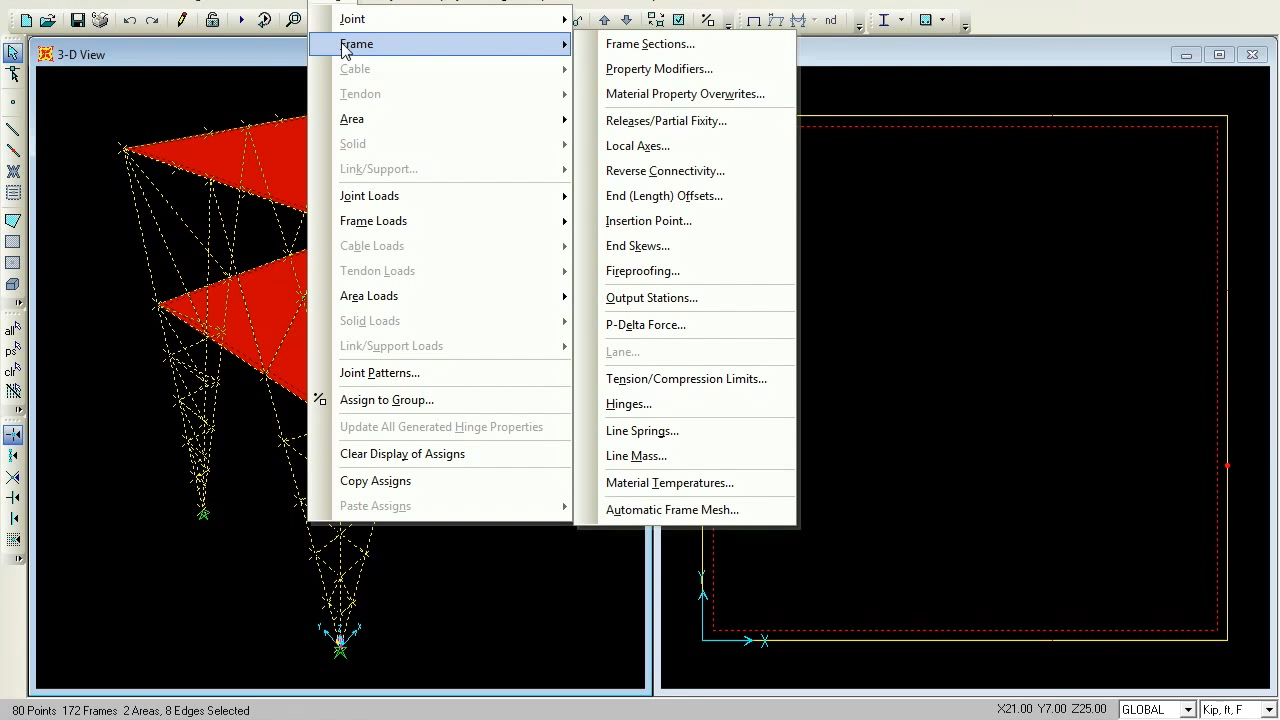 nd
3-D View
Joint
Frame
Cable
Tendon
Area
Solid
Link/Support...
Joint Loads
Frame Loads
Cable Loads
Tendon Loads
Area Loads
Solid Loads
Link/Support Loads
Joint Patterns...
Assign to Group...
Update All Generated Hinge Properties
Clear Display of Assigns
Copy Assigns
Paste Assigns
Frame Sections...
Property Modifiers...
Material Property Overwrites...
Releases/Partial Fixity...
Local Axes...
Reverse Connectivity...
End (Length) Offsets...
Insertion Point...
End Skews...
Fireproofing...
Output Stations...
P-Delta Force...
Lane...
Tension/Compression Limits...
Hinges...
Line Springs...
Line Mass...
Material Temperatures...
Automatic Frame Mesh...
all
ps
clr
Y
X
Y
X
80 Points 172 Frames 2 Areas, 8 Edges Selected
X21.00 Y7.00 Z25.00
GLOBAL
Kip, ft, F